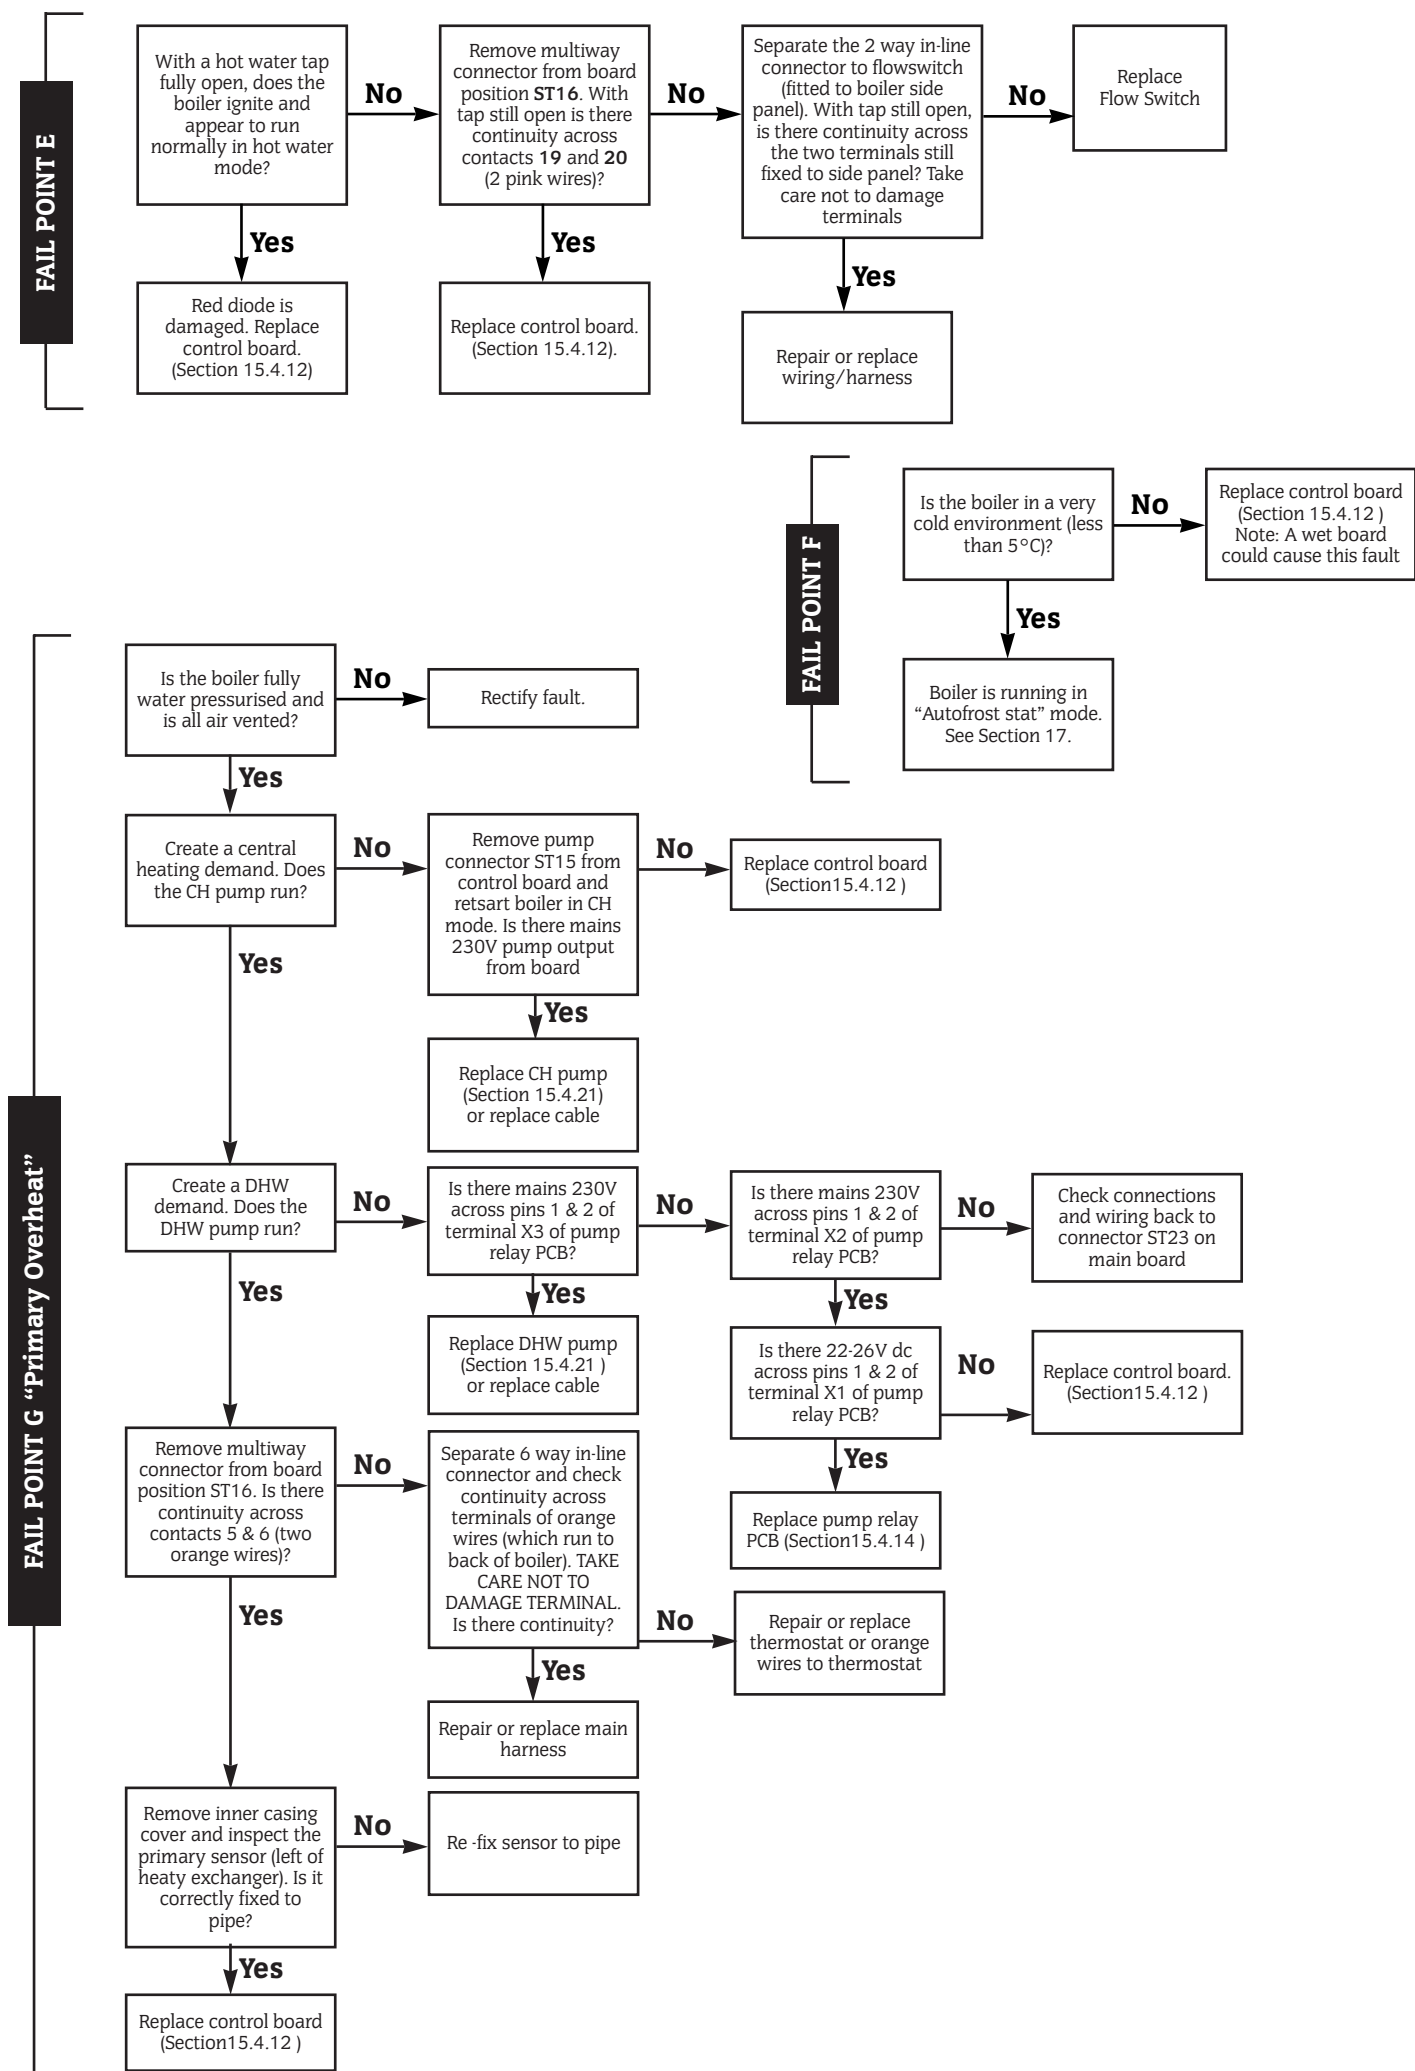 FAIL POINT E
With a hot water tap
fully open, does the
boiler ignite and
appear to run
normally in hot water
mode?
No
Remove multiway
connector from board
position ST16. With
tap still open is there
continuity across
contacts 19 and 20
(2 pink wires)?
No
Separate the 2 way in-line
connector to flowswitch
(fitted to boiler side
panel). With tap still open,
is there continuity across
the two terminals still
fixed to side panel? Take
care not to damage
terminals
No
Replace
Flow Switch
Yes
Yes
Yes
Red diode is
damaged. Replace
control board.
(Section 15.4.12)
Replace control board.
(Section 15.4.12).
Repair or replace
wiring/harness
FAIL POINT F
Is the boiler in a very
cold environment (less
than 5°C)?
No
Replace control board
(Section 15.4.12 )
Note: A wet board
could cause this fault
Yes
Boiler is running in
“Autofrost stat” mode.
See Section 17.
FAIL POINT G “Primary Overheat”
Is the boiler fully
water pressurised and
is all air vented?
No
Rectify fault.
Yes
Create a central
heating demand. Does
the CH pump run?
No
Remove pump
connector ST15 from
control board and
retsart boiler in CH
mode. Is there mains
230V pump output
from board
No
Replace control board
(Section15.4.12 )
Yes
Yes
Replace CH pump
(Section 15.4.21)
or replace cable
Create a DHW
demand. Does the
DHW pump run?
No
Is there mains 230V
across pins 1 & 2 of
terminal X3 of pump
relay PCB?
No
Is there mains 230V
across pins 1 & 2 of
terminal X2 of pump
relay PCB?
No
Check connections
and wiring back to
connector ST23 on
main board
Yes
Yes
Yes
Replace DHW pump
(Section 15.4.21 )
or replace cable
Is there 22-26V dc
across pins 1 & 2 of
terminal X1 of pump
relay PCB?
No
Replace control board.
(Section15.4.12 )
Yes
Replace pump relay
PCB (Section15.4.14 )
Remove multiway
connector from board
position ST16. Is there
continuity across
contacts 5 & 6 (two
orange wires)?
No
Separate 6 way in-line
connector and check
continuity across
terminals of orange
wires (which run to
back of boiler). TAKE
CARE NOT TO
DAMAGE TERMINAL.
Is there continuity?
No
Repair or replace
thermostat or orange
wires to thermostat
Yes
Yes
Repair or replace main
harness
Remove inner casing
cover and inspect the
primary sensor (left of
heaty exchanger). Is it
correctly fixed to
pipe?
No
Re -fix sensor to pipe
Yes
Replace control board
(Section15.4.12 )